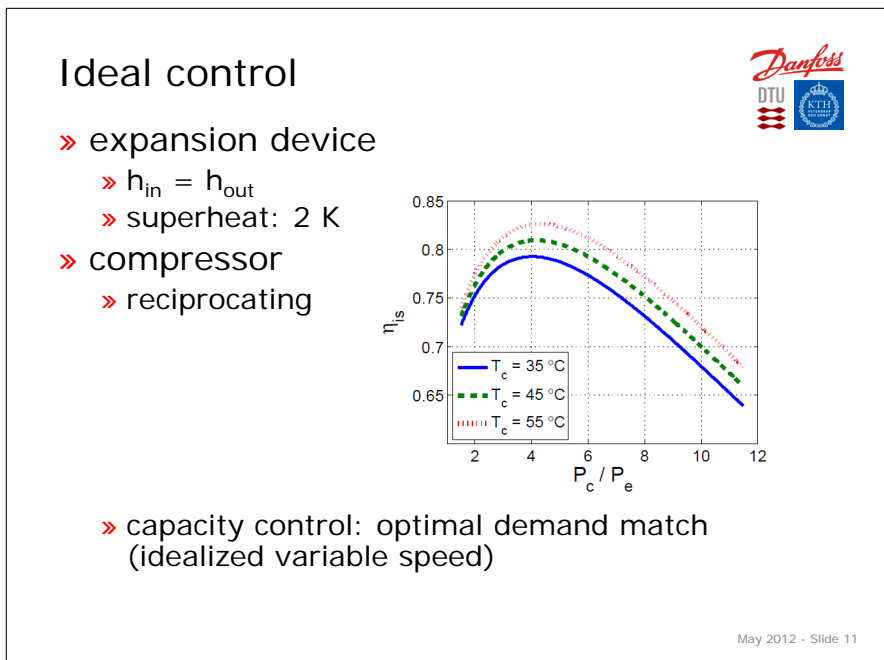 Ideal control
Danfoss
DTU
KTH
» expansion device
» h_in = h_out
» superheat: 2 K
» compressor
» reciprocating
0.85
0.8
0.75
0.7
0.65
η_is
T_c = 35 °C
T_c = 45 °C
T_c = 55 °C
2 4 6 8 10 12
P_c / P_e
» capacity control: optimal demand match
(idealized variable speed)
May 2012 - Slide 11